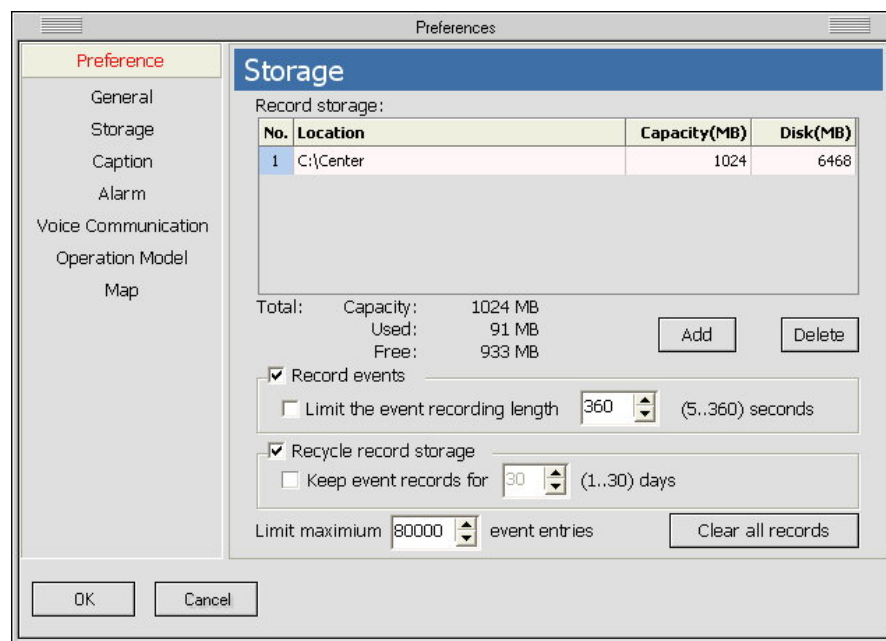 Preferences
Preference
General
Storage
Caption
Alarm
Voice Communication
Operation Model
Map
Storage
Record storage:
No. Location Capacity(MB) Disk(MB)
1 C:\Center 1024 6468
Total: Capacity: 1024 MB
Used: 91 MB
Free: 933 MB
Add Delete
Record events
Limit the event recording length 360 (5..360) seconds
Recycle record storage
Keep event records for 30 (1..30) days
Limit maximium 80000 event entries Clear all records
OK Cancel